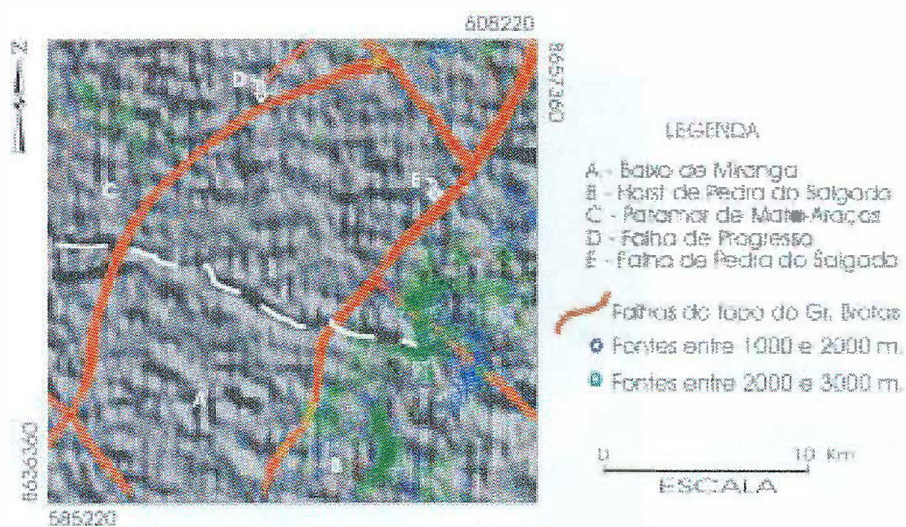 608220
N
8657360
D
E
C
A
B
8636360
585220
LEGENDA
A - Baixo de Miranga
B - Horst de Pedra do Salgado
C - Patamar de Mata-Araças
D - Falha de Progresso
E - Falha de Pedra do Salgado
Falhas do topo do Gr. Brotas
Fontes entre 1000 e 2000 m.
Fontes entre 2000 e 3000 m.
0 10 Km
ESCALA